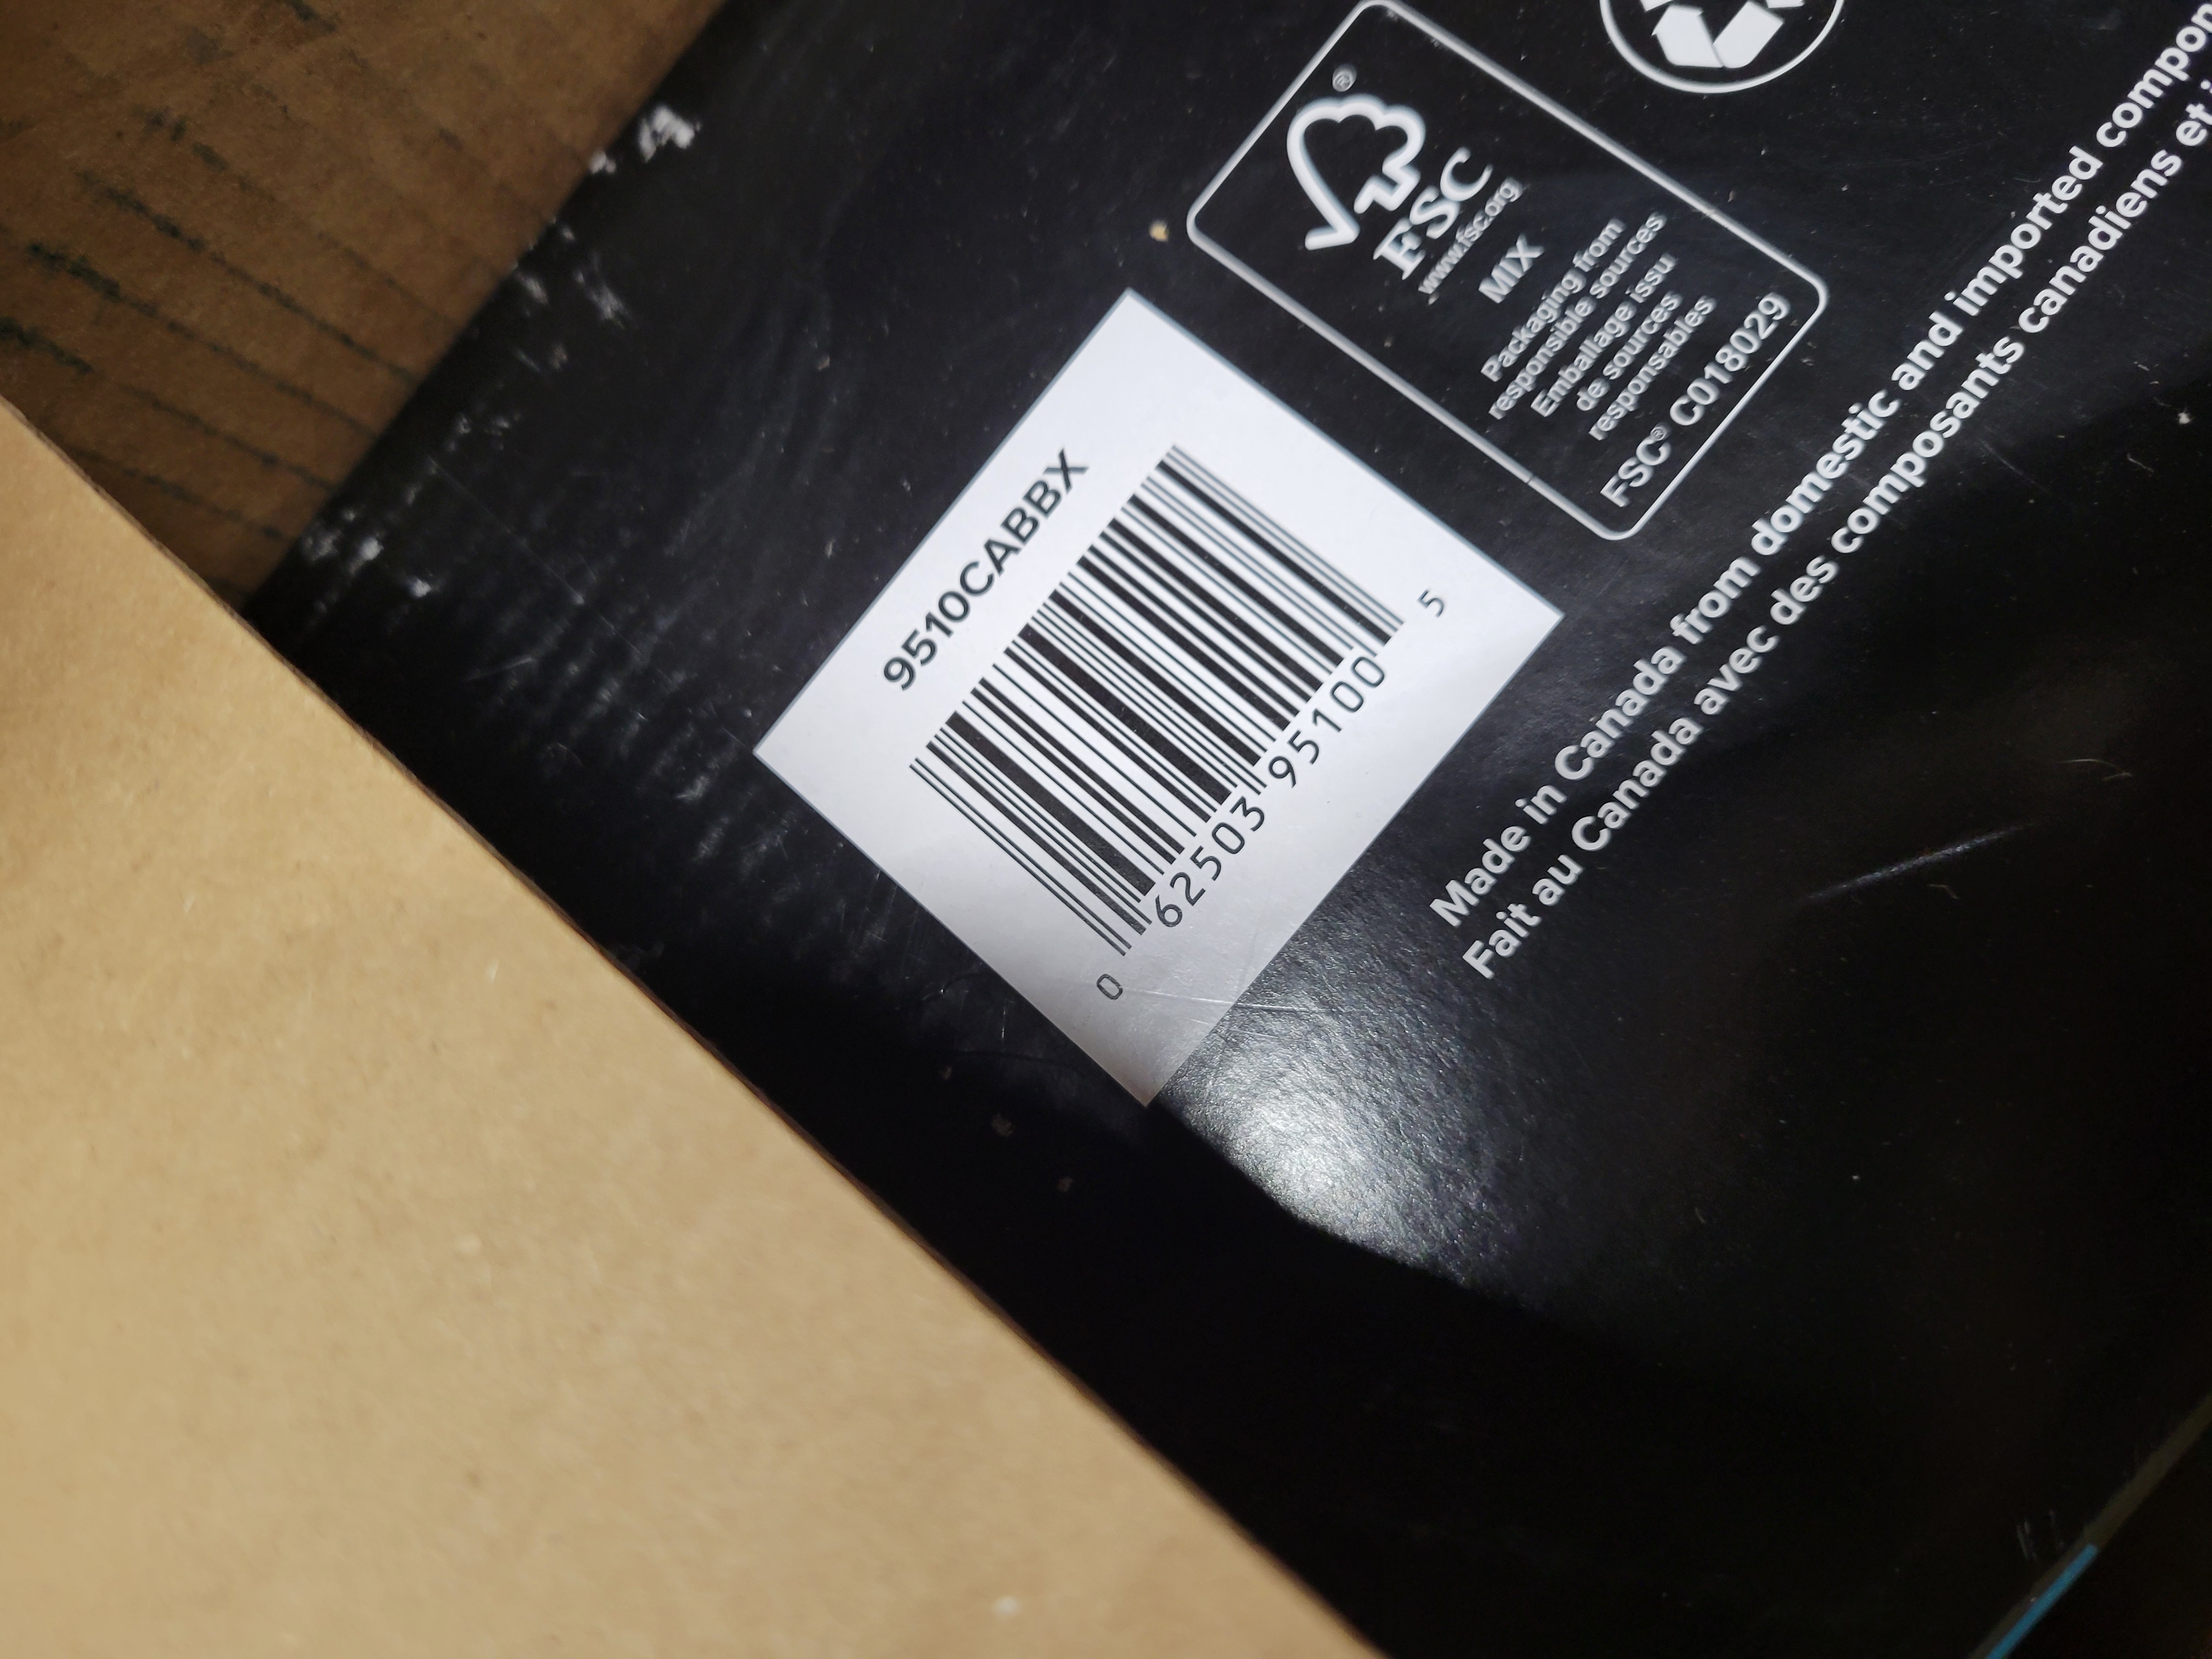 FSC®
www.fsc.org
MIX
Packaging from
responsible sources
Emballage issu
de sources
responsables
FSC® C018029
9510CABBX
0 62503 95100 5
Made in Canada from domestic and imported
Fait au Canada avec des composants canadiens et